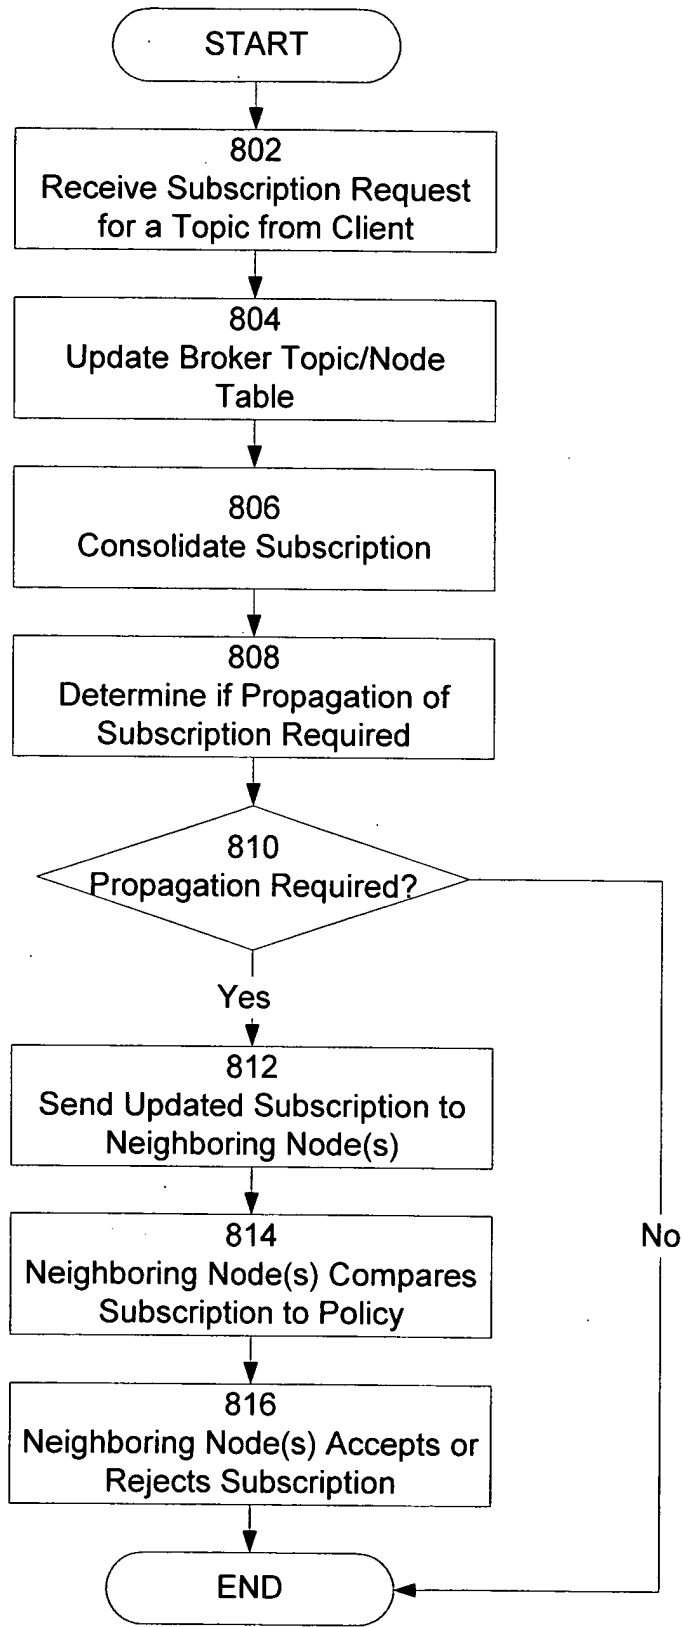 START
802
Receive Subscription Request
for a Topic from Client
804
Update Broker Topic/Node
Table
806
Consolidate Subscription
808
Determine if Propagation of
Subscription Required
810
Propagation Required?
Yes
812
Send Updated Subscription to
Neighboring Node(s)
814
No
Neighboring Node(s) Compares
Subscription to Policy
816
Neighboring Node(s) Accepts or
Rejects Subscription
END